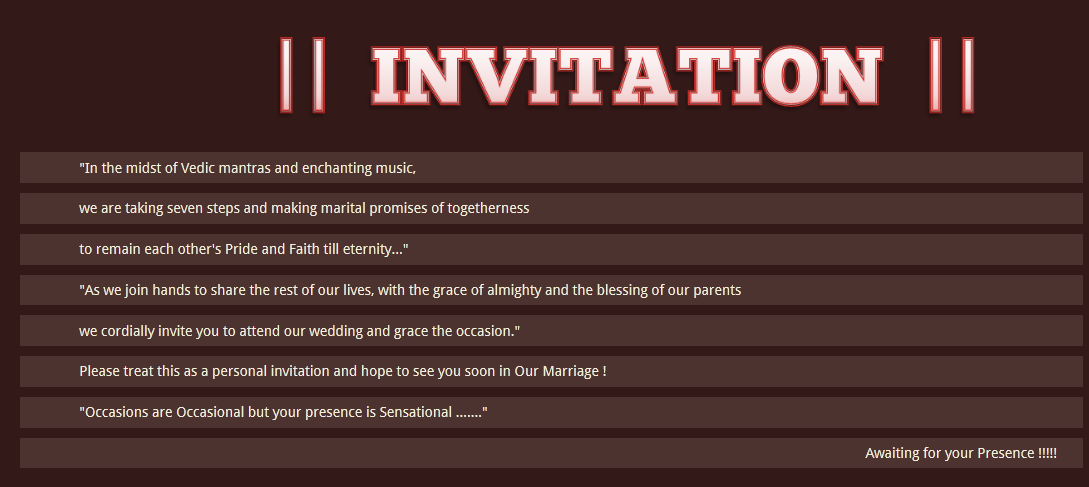 || INVITATION ||
"In the midst of Vedic mantras and enchanting music,
we are taking seven steps and making marital promises of togetherness
to remain each other's Pride and Faith till eternity..."
"As we join hands to share the rest of our lives, with the grace of almighty and the blessing of our parents
we cordially invite you to attend our wedding and grace the occasion."
Please treat this as a personal invitation and hope to see you soon in Our Marriage !
"Occasions are Occasional but your presence is Sensational ......."
Awaiting for your Presence !!!!!